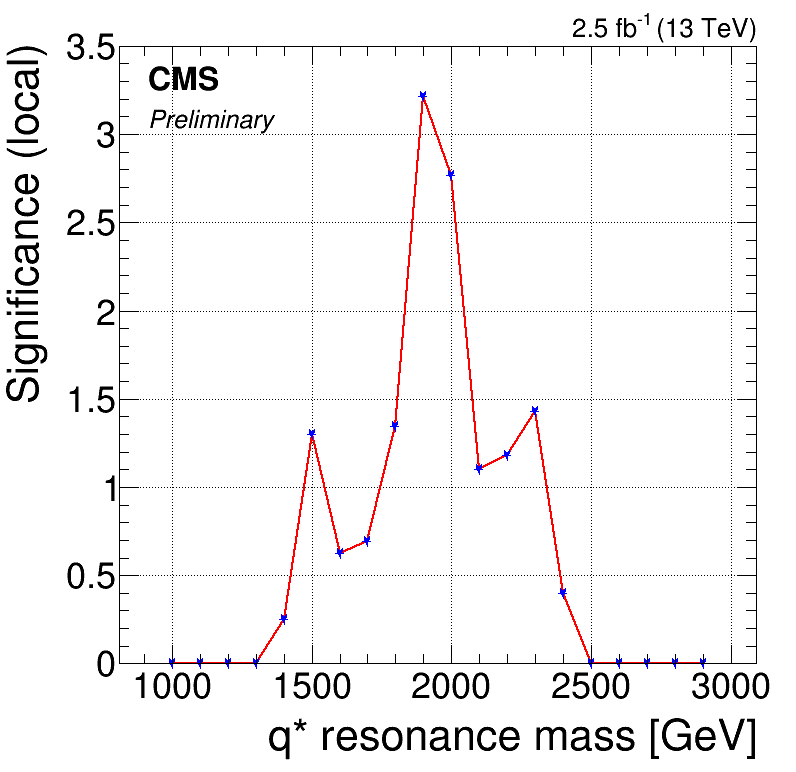 2.5 fb-1 (13 TeV)
CMS
Preliminary
Significance (local)
3.5
3
2.5
2
1.5
1
0.5
0
1000 1500 2000 2500 3000
q* resonance mass [GeV]